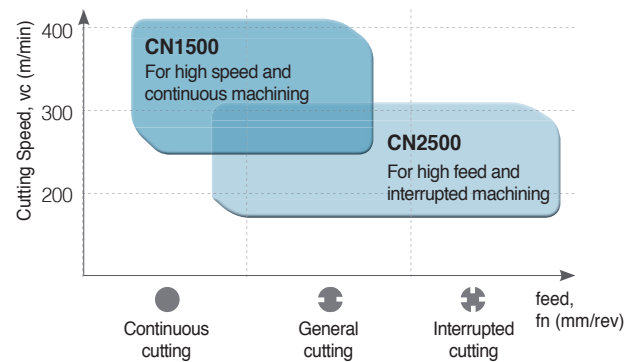 Cutting Speed, vc (m/min)
400
300
200
CN1500
For high speed and
continuous machining
CN2500
For high feed and
interrupted machining
Continuous
cutting
General
cutting
Interrupted
cutting
feed,
fn (mm/rev)